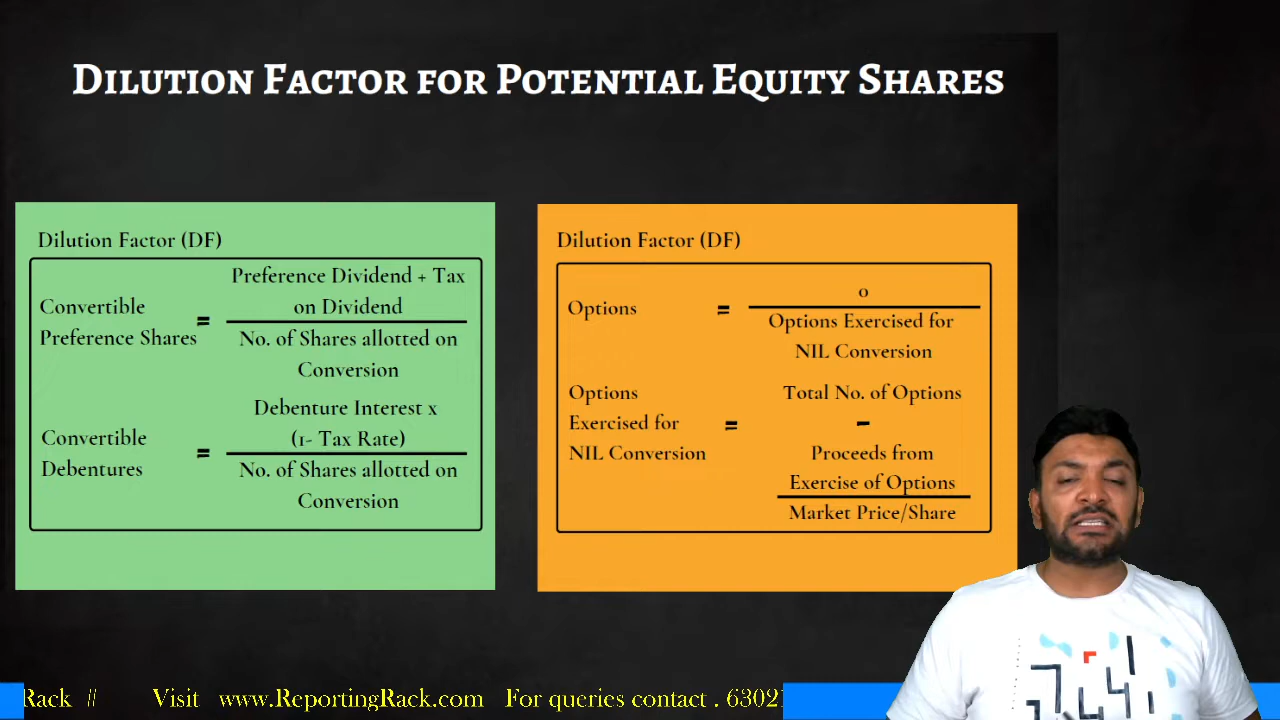 Dilution Factor for Potential Equity Shares
Dilution Factor (DF)
Convertible
Preference Shares
=
Preference Dividend + Tax
on Dividend
No. of Shares allotted on
Conversion
Convertible
Debentures
=
Debenture Interest x
(1- Tax Rate)
No. of Shares allotted on
Conversion
Dilution Factor (DF)
Options
=
0
Options Exercised for
NIL Conversion
Options
Exercised for
NIL Conversion
=
Total No. of Options
-
Proceeds from
Exercise of Options
Market Price/Share
Rack # Visit www.ReportingRack.com For queries contact . 6302